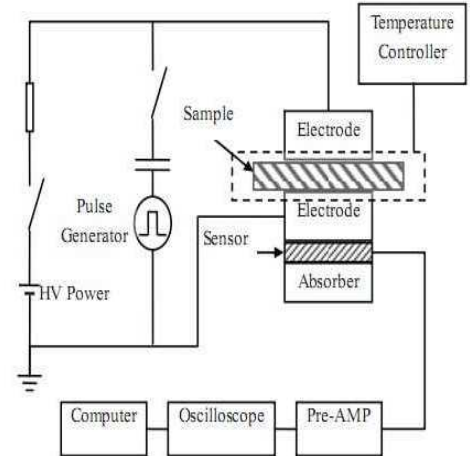 Temperature
Controller
Sample
Electrode
Pulse
Generator
Electrode
Sensor
HV Power
Absorber
Computer
Oscilloscope
Pre-AMP